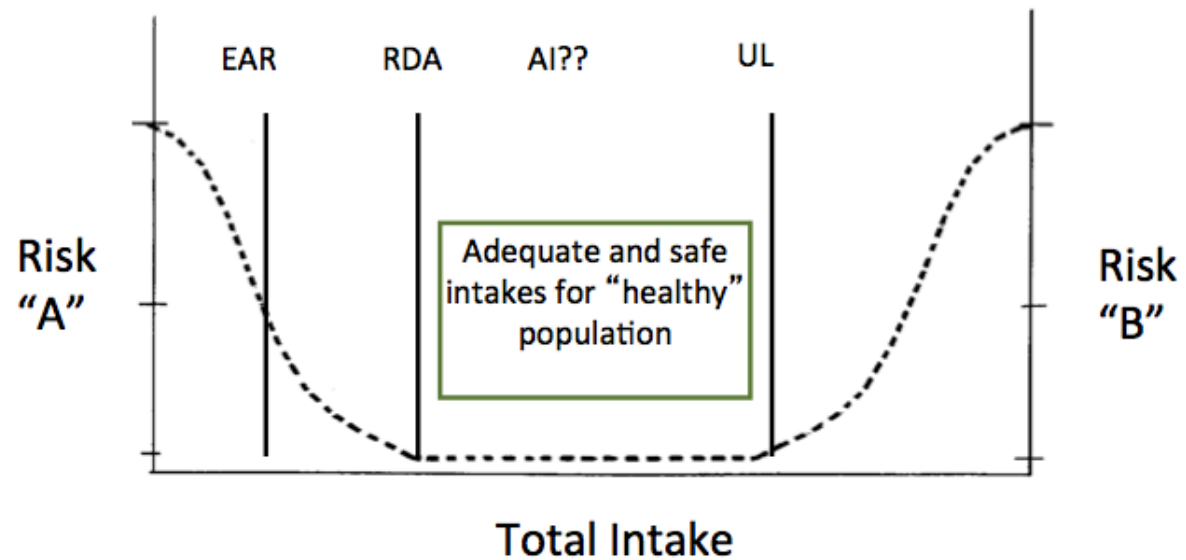 EAR RDA AI?? UL
Risk
“A”
Adequate and safe
intakes for “healthy”
population
Risk
“B”
Total Intake